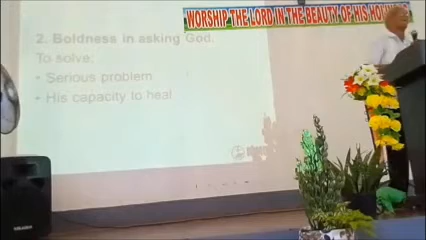 WORSHIP THE LORD IN THE BEAUTY OF HIS
2. Boldness in asking God.
To solve:
• Serious problem
• His capacity to heal